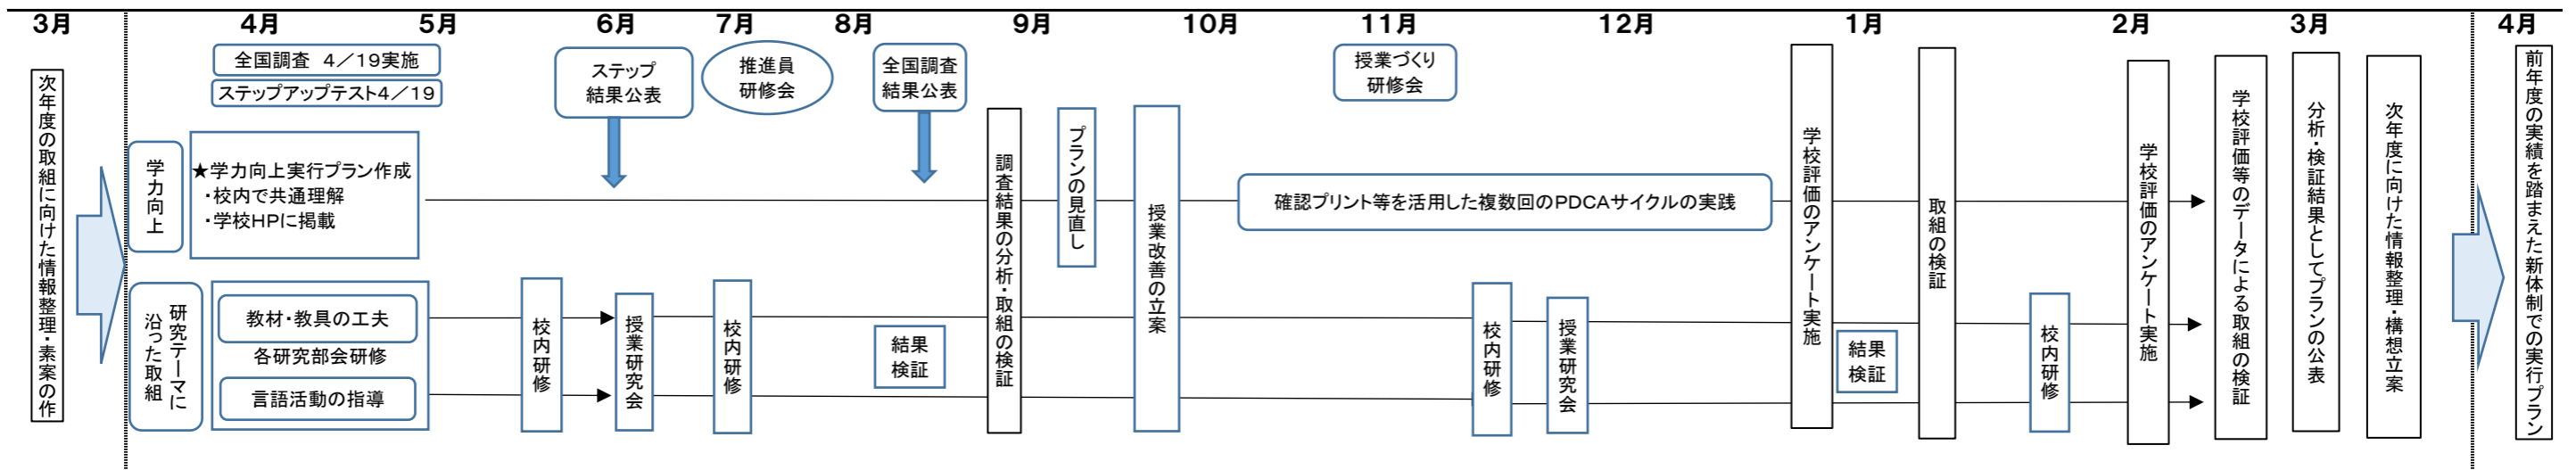 3月
4月
5月
6月
7月
8月
9月
10月
11月
12月
1月
2月
3月
4月
次年度の取組に向けた情報整理・素案の作
全国調査 4／19実施
ステップアップテスト4／19
学力向上
★学力向上実行プラン作成
・校内で共通理解
・学校HPに掲載
研究テーマに
沿った取組
教材・教具の工夫
各研究部会研修
言語活動の指導
校内研修
ステップ
結果公表
授業研究会
推進員
研修会
校内研修
全国調査
結果公表
結果
検証
調査結果の分析・取組の検証
プランの見直し
授業改善の立案
確認プリント等を活用した複数回のPDCAサイクルの実践
授業づくり
研修会
校内研修
授業研究会
学校評価のアンケート実施
結果
検証
取組の検証
校内研修
学校評価のアンケート実施
学校評価等のデータによる取組の検証
分析・検証結果としてプランの公表
次年度に向けた情報整理・構想立案
前年度の実績を踏まえた新体制での実行プラン